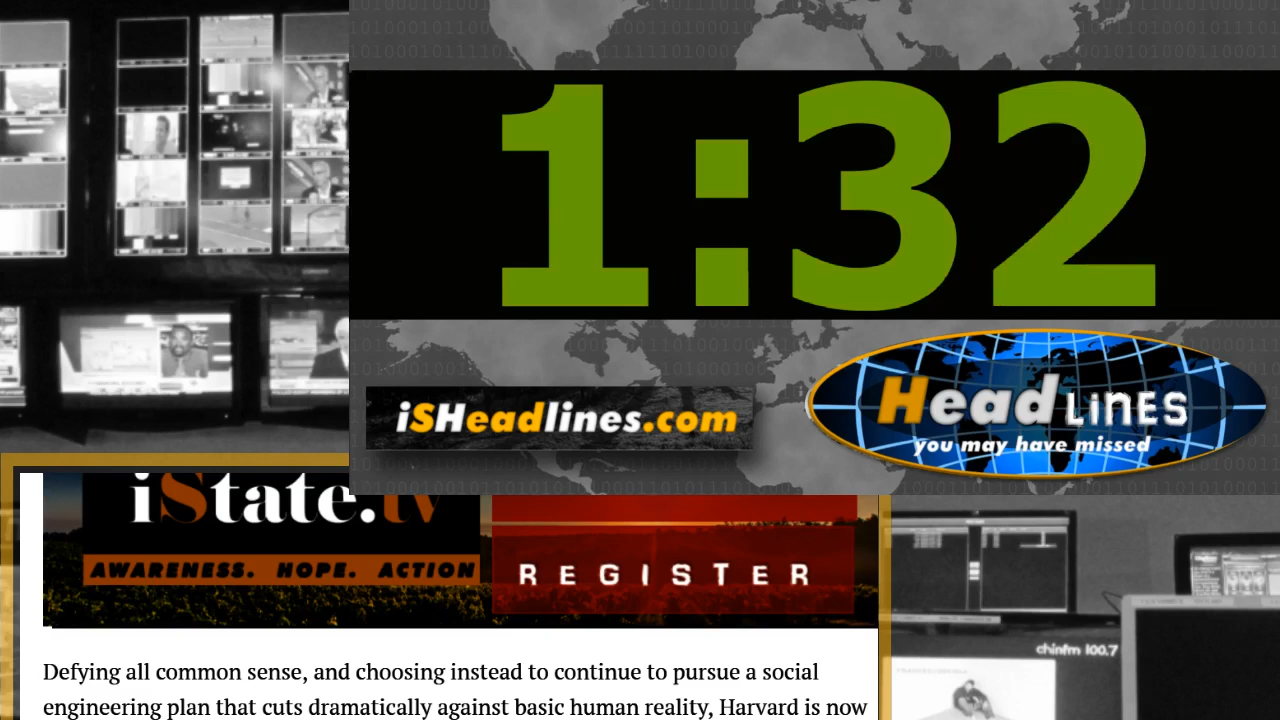 1:32
iSHeadlines.com
HeadLiNES
you may have missed
iState.tv
AWARENESS. HOPE. ACTION
REGISTER
chinfm 100.7
Defying all common sense, and choosing instead to continue to pursue a social
engineering plan that cuts dramatically against basic human reality, Harvard is now